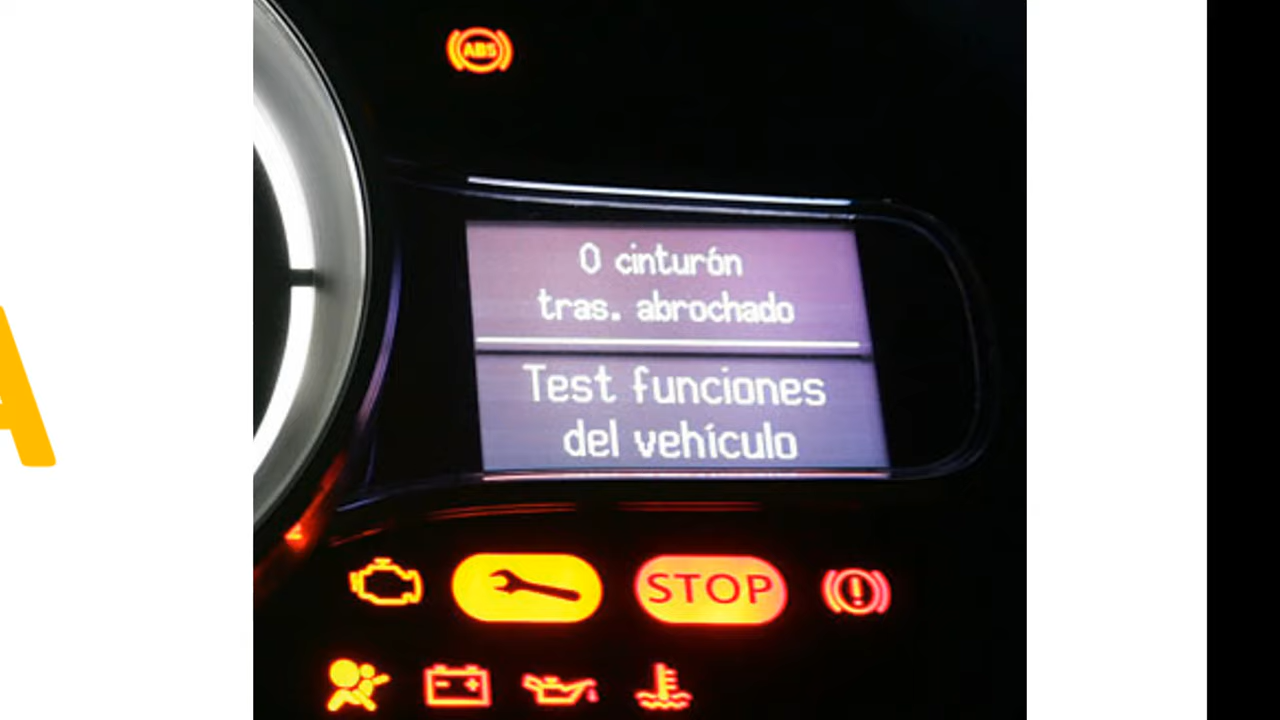 ABS
0 cinturón
tras. abrochado
Test funciones
del vehículo
STOP
A